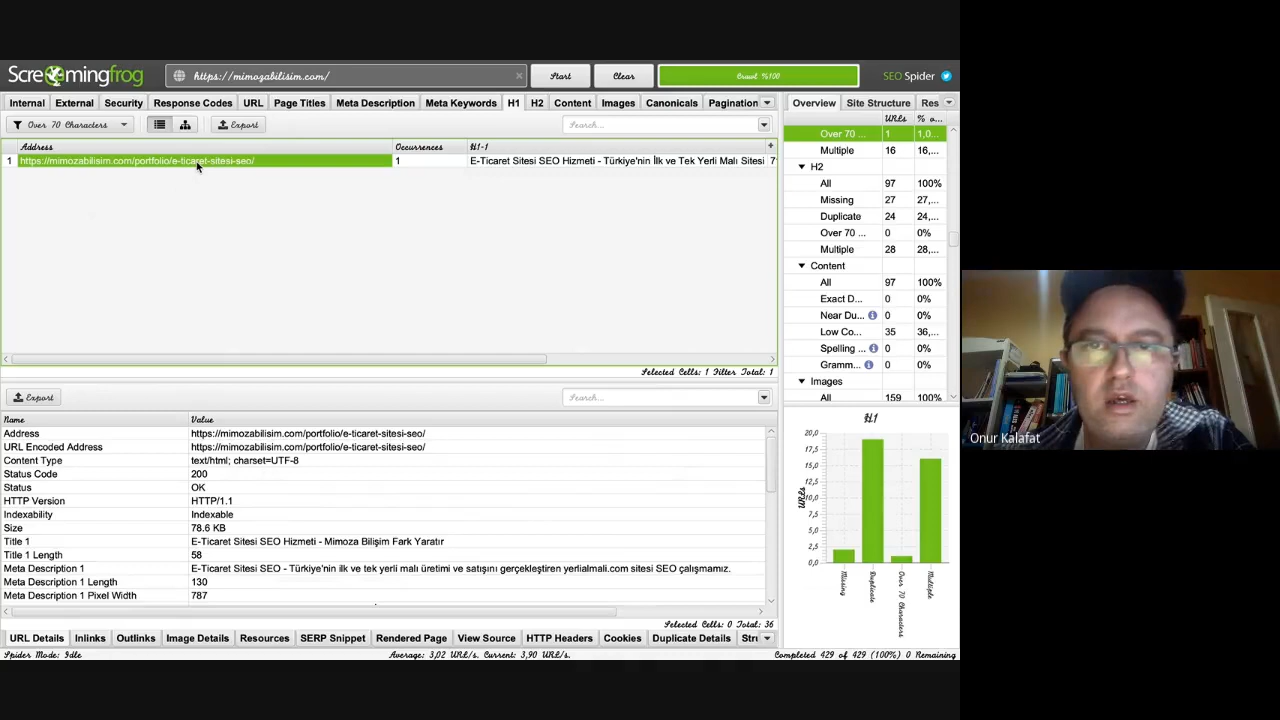 Screamingfrog https://mimozabilisim.com/ Start Clear Crawl %100 SEO Spider
Internal External Security Response Codes URL Page Titles Meta Description Meta Keywords H1 H2 Content Images Canonicals Pagination
Over 70 Characters Export Search...
Address Occurrences H1-1
1 https://mimozabilisim.com/portfolio/e-ticaret-sitesi-seo/ 1 E-Ticaret Sitesi SEO Hizmeti - Türkiye'nin İlk ve Tek Yerli Malı Sitesi
Selected Cells: 1 Filter Total: 1
Export Search...
Name Value
Address https://mimozabilisim.com/portfolio/e-ticaret-sitesi-seo/
URL Encoded Address https://mimozabilisim.com/portfolio/e-ticaret-sitesi-seo/
Content Type text/html; charset=UTF-8
Status Code 200
Status OK
HTTP Version HTTP/1.1
Indexability Indexable
Size 78.6 KB
Title 1 E-Ticaret Sitesi SEO Hizmeti - Mimoza Bilişim Fark Yaratır
Title 1 Length 58
Meta Description 1 E-Ticaret Sitesi SEO - Türkiye'nin ilk ve tek yerli malı üretimi ve satışını gerçekleştiren yerlialmali.com sitesi SEO çalışmamız.
Meta Description 1 Length 130
Meta Description 1 Pixel Width 787
Selected Cells: 0 Total: 36
URL Details Inlinks Outlinks Image Details Resources SERP Snippet Rendered Page View Source HTTP Headers Cookies Duplicate Details Stru
Spider Mode: Idle Average: 3,02 URL/s. Current: 3,90 URL/s. Completed 429 of 429 (100%) 0 Remaining
Overview Site Structure Res
URLs % o...
Over 70 ... 1 1,0...
Multiple 16 16,...
H2
All 97 100%
Missing 27 27,...
Duplicate 24 24,...
Over 70 ... 0 0%
Multiple 28 28,...
Content
All 97 100%
Exact D... 0 0%
Near Du... 0 0%
Low Co... 35 36,...
Spelling ... 0 0%
Gramm... 0 0%
Images
All 159 100%
H1
20,0
17,5
15,0
12,5
10,0
7,5
5,0
2,5
0,0
URLs
Missing
Duplicate
Over 70 Characters
Multiple
Onur Kalafat